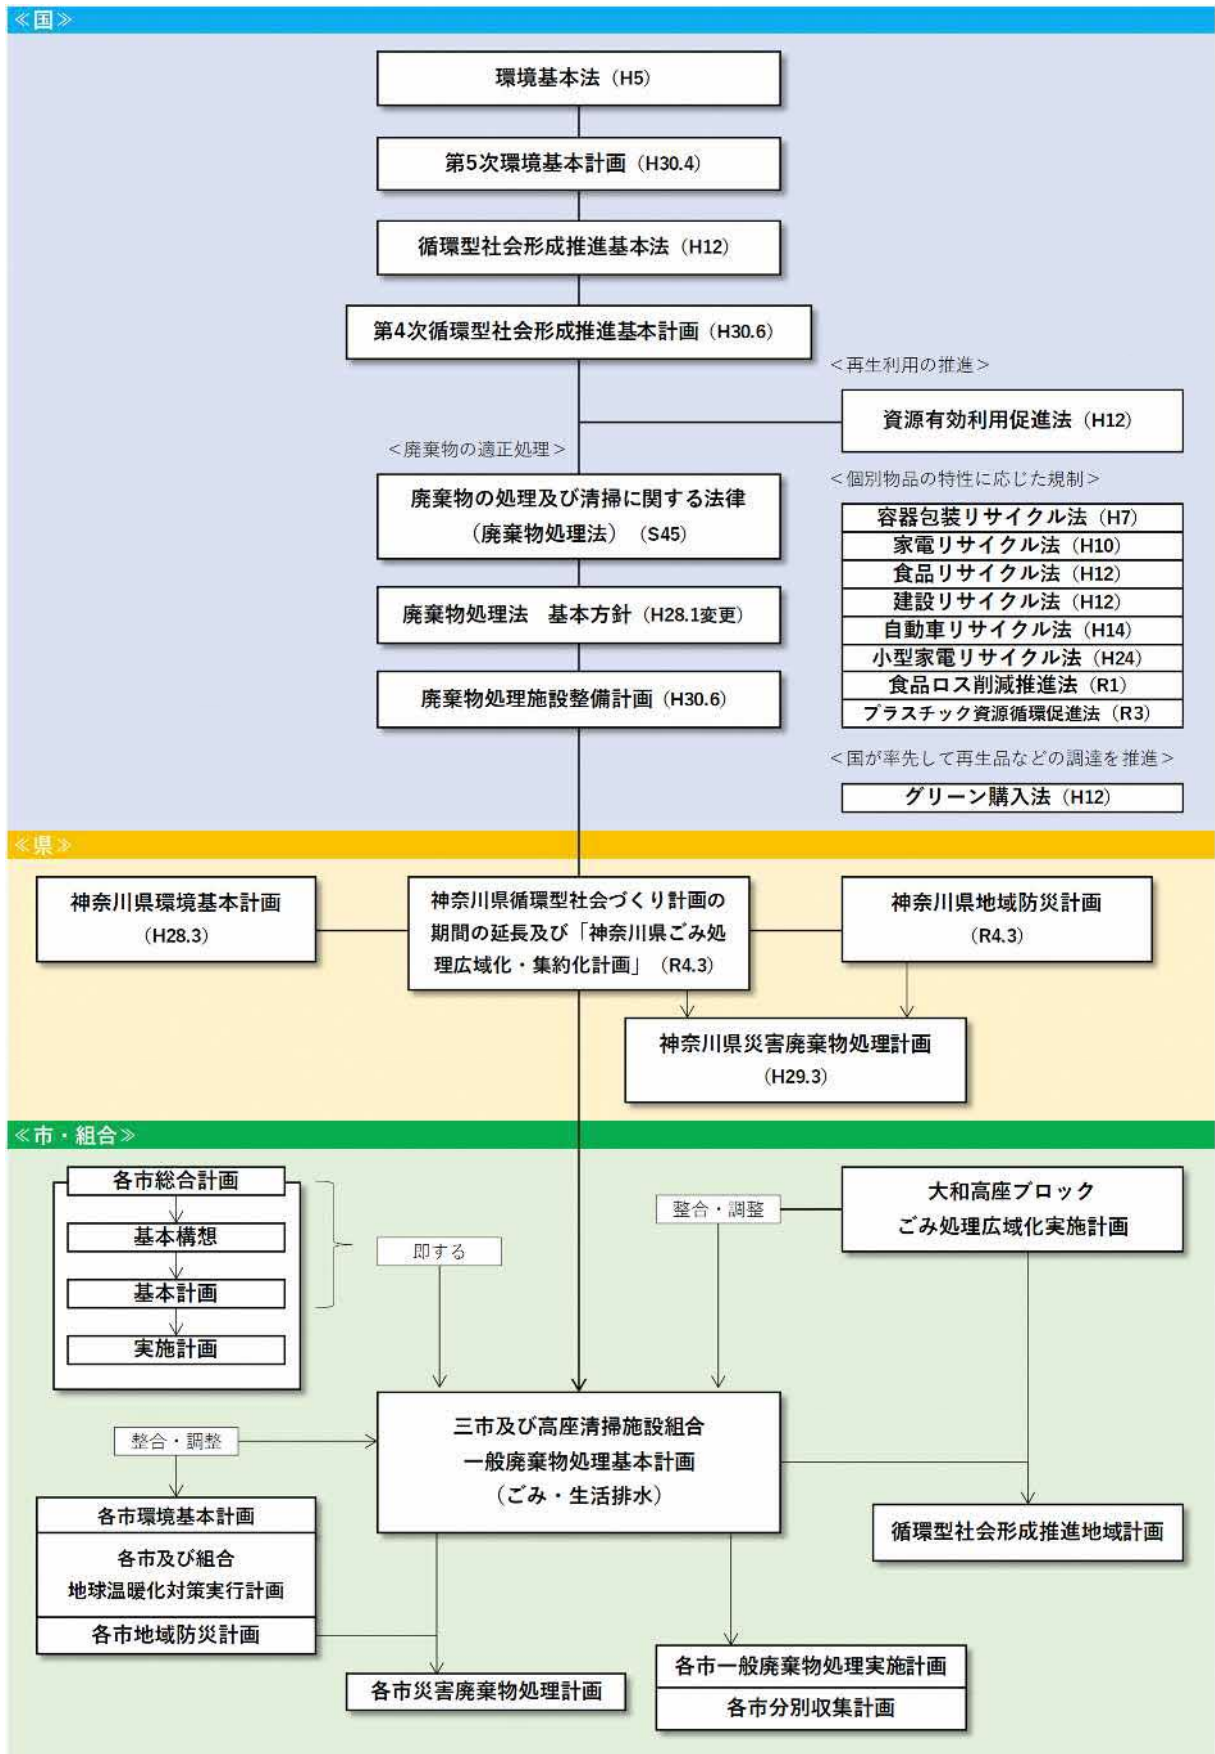 ≪国≫
環境基本法（H5）
第5次環境基本計画（H30.4）
循環型社会形成推進基本法（H12）
第4次循環型社会形成推進基本計画（H30.6）
＜再生利用の推進＞
資源有効利用促進法（H12）
＜廃棄物の適正処理＞
廃棄物の処理及び清掃に関する法律
（廃棄物処理法）（S45）
廃棄物処理法　基本方針（H28.1変更）
廃棄物処理施設整備計画（H30.6）
＜個別物品の特性に応じた規制＞
容器包装リサイクル法（H7）
家電リサイクル法（H10）
食品リサイクル法（H12）
建設リサイクル法（H12）
自動車リサイクル法（H14）
小型家電リサイクル法（H24）
食品ロス削減推進法（R1）
プラスチック資源循環促進法（R3）
＜国が率先して再生品などの調達を推進＞
グリーン購入法（H12）
≪県≫
神奈川県環境基本計画
（H28.3）
神奈川県循環型社会づくり計画の
期間の延長及び「神奈川県ごみ処
理広域化・集約化計画」（R4.3）
神奈川県地域防災計画
（R4.3）
神奈川県災害廃棄物処理計画
（H29.3）
≪市・組合≫
各市総合計画
基本構想
基本計画
実施計画
即する
整合・調整
大和高座ブロック
ごみ処理広域化実施計画
三市及び高座清掃施設組合
一般廃棄物処理基本計画
（ごみ・生活排水）
整合・調整
各市環境基本計画
各市及び組合
地球温暖化対策実行計画
各市地域防災計画
循環型社会形成推進地域計画
各市災害廃棄物処理計画
各市一般廃棄物処理実施計画
各市分別収集計画